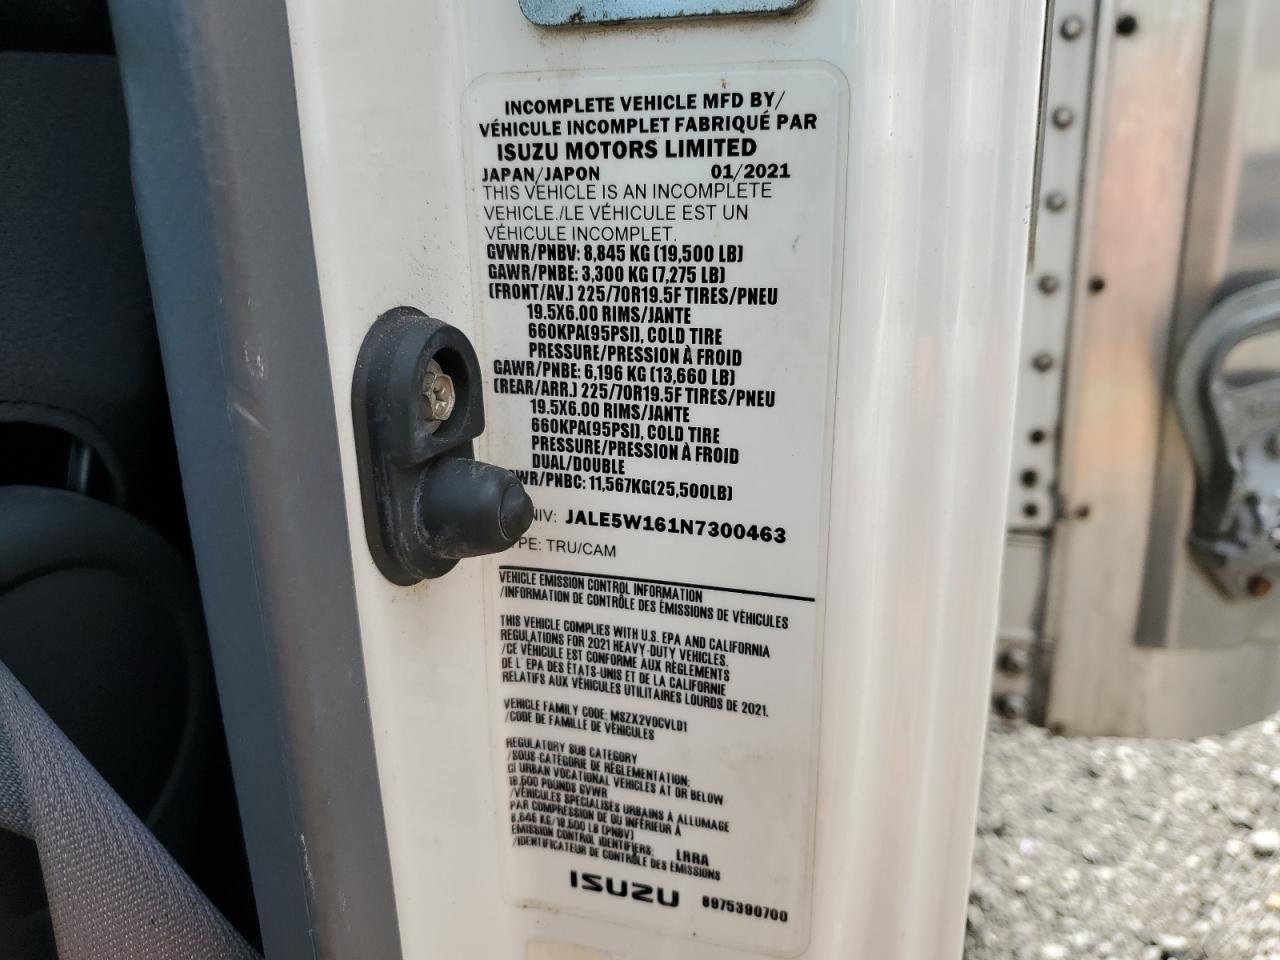 INCOMPLETE VEHICLE MFD BY/
VÉHICULE INCOMPLET FABRIQUÉ PAR
ISUZU MOTORS LIMITED
JAPAN/JAPON 01/2021
THIS VEHICLE IS AN INCOMPLETE
VEHICLE./LE VÉHICULE EST UN
VÉHICULE INCOMPLET.
GVWR/PNBV: 8,845 KG (19,500 LB)
GAWR/PNBE: 3,300 KG (7,275 LB)
(FRONT/AV.) 225/70R19.5F TIRES/PNEU
19.5X6.00 RIMS/JANTE
660KPA(95PSI), COLD TIRE
PRESSURE/PRESSION À FROID
GAWR/PNBE: 6,196 KG (13,660 LB)
(REAR/ARR.) 225/70R19.5F TIRES/PNEU
19.5X6.00 RIMS/JANTE
660KPA(95PSI), COLD TIRE
PRESSURE/PRESSION À FROID
DUAL/DOUBLE
WR/PNBC: 11,567KG(25,500LB)
NIV: JALE5W161N7300463
PE: TRU/CAM
VEHICLE EMISSION CONTROL INFORMATION
/INFORMATION DE CONTRÔLE DES ÉMISSIONS DE VÉHICULES
THIS VEHICLE COMPLIES WITH U.S. EPA AND CALIFORNIA
REGULATIONS FOR 2021 HEAVY-DUTY VEHICLES.
/CE VÉHICULE EST CONFORME AUX RÈGLEMENTS
DE L' EPA DES ÉTATS-UNIS ET DE LA CALIFORNIE
RELATIFS AUX VÉHICULES UTILITAIRES LOURDS DE 2021.
VEHICLE FAMILY CODE: MSZX2VOCVLD1
/CODE DE FAMILLE DE VÉHICULES
REGULATORY SUB CATEGORY
/SOUS-CATÉGORIE DE RÉGLEMENTATION:
CI URBAN VOCATIONAL VEHICLES AT OR BELOW
19,500 POUNDS GVWR
/VÉHICULES SPÉCIALISÉS URBAINS À ALLUMAGE
PAR COMPRESSION DE OU INFÉRIEUR À
8,845 KG/19,500 LB (PNBV)
EMISSION CONTROL IDENTIFIERS: LRRA
/IDENTIFICATEUR DE CONTRÔLE DES ÉMISSIONS
ISUZU 8975390700